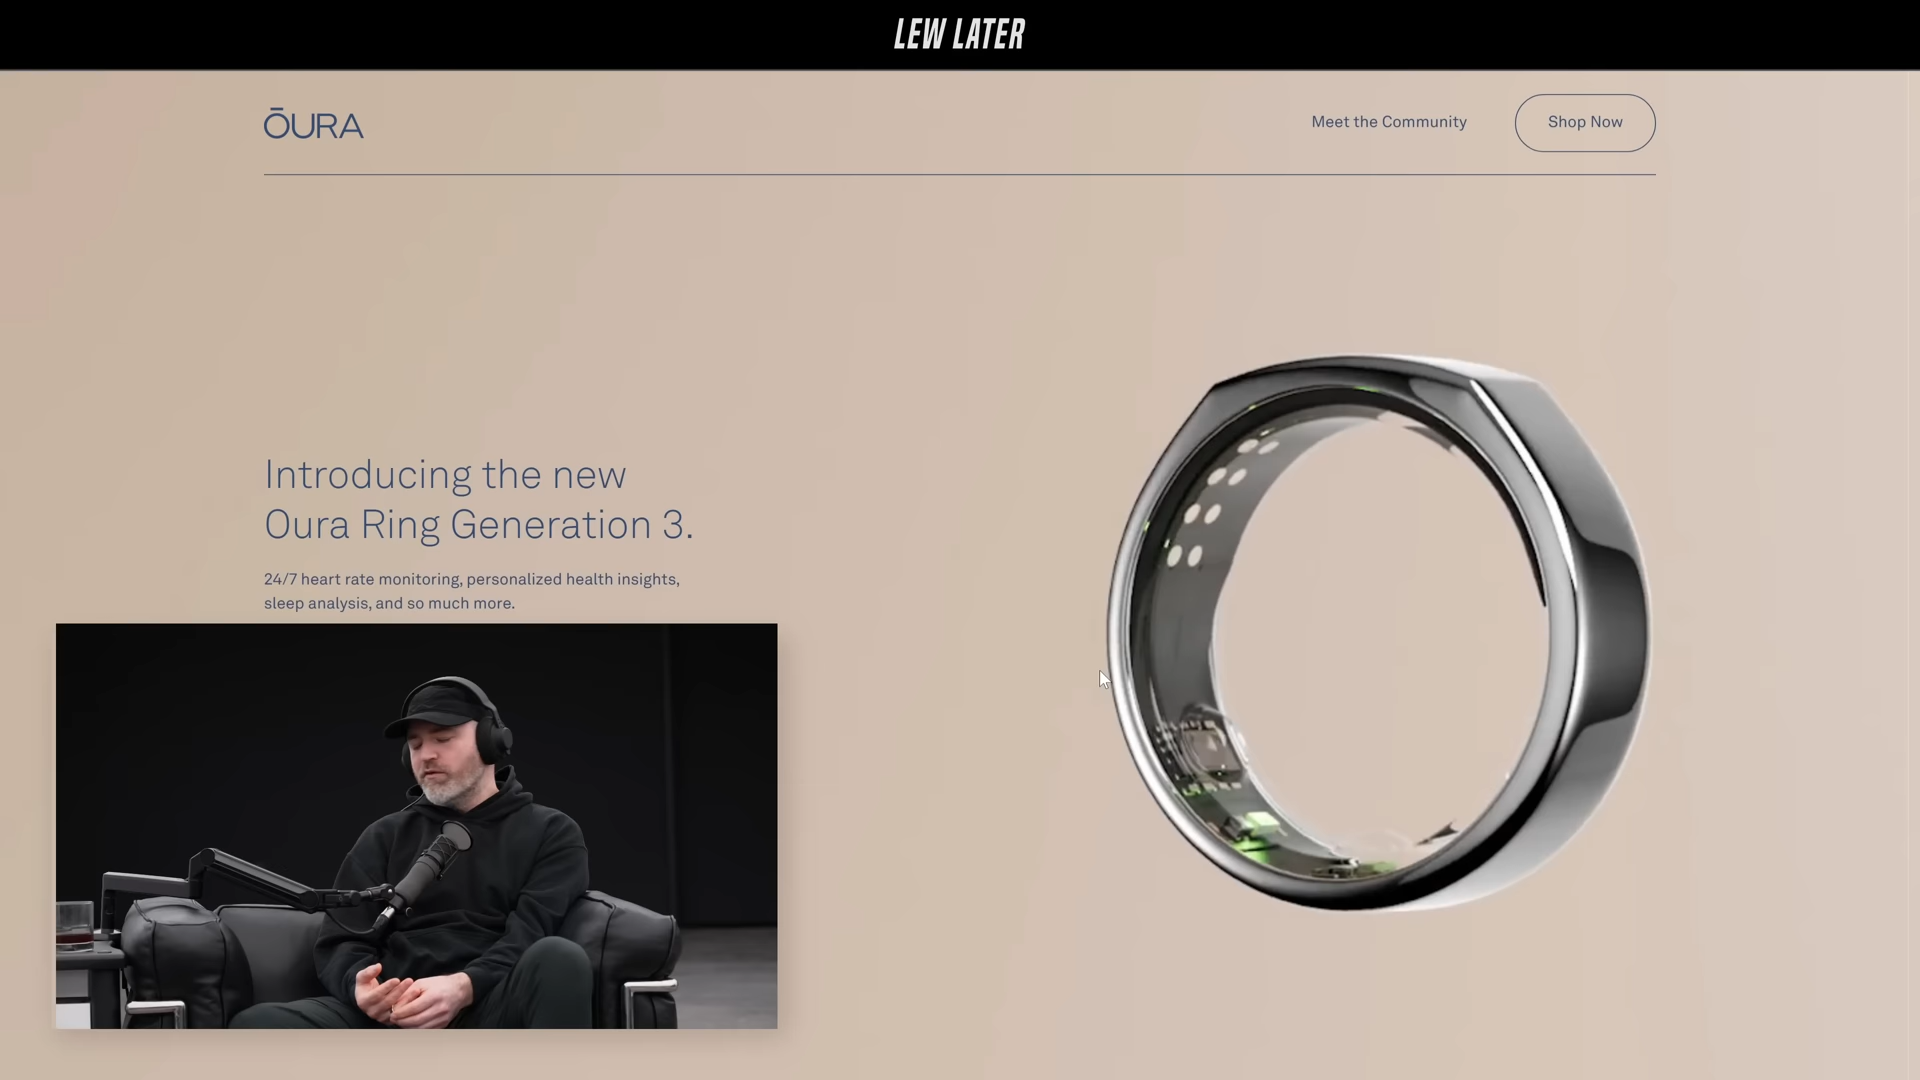 LEW LATER
ŌURA
Meet the Community
Shop Now
Introducing the new
Oura Ring Generation 3.
24/7 heart rate monitoring, personalized health insights,
sleep analysis, and so much more.